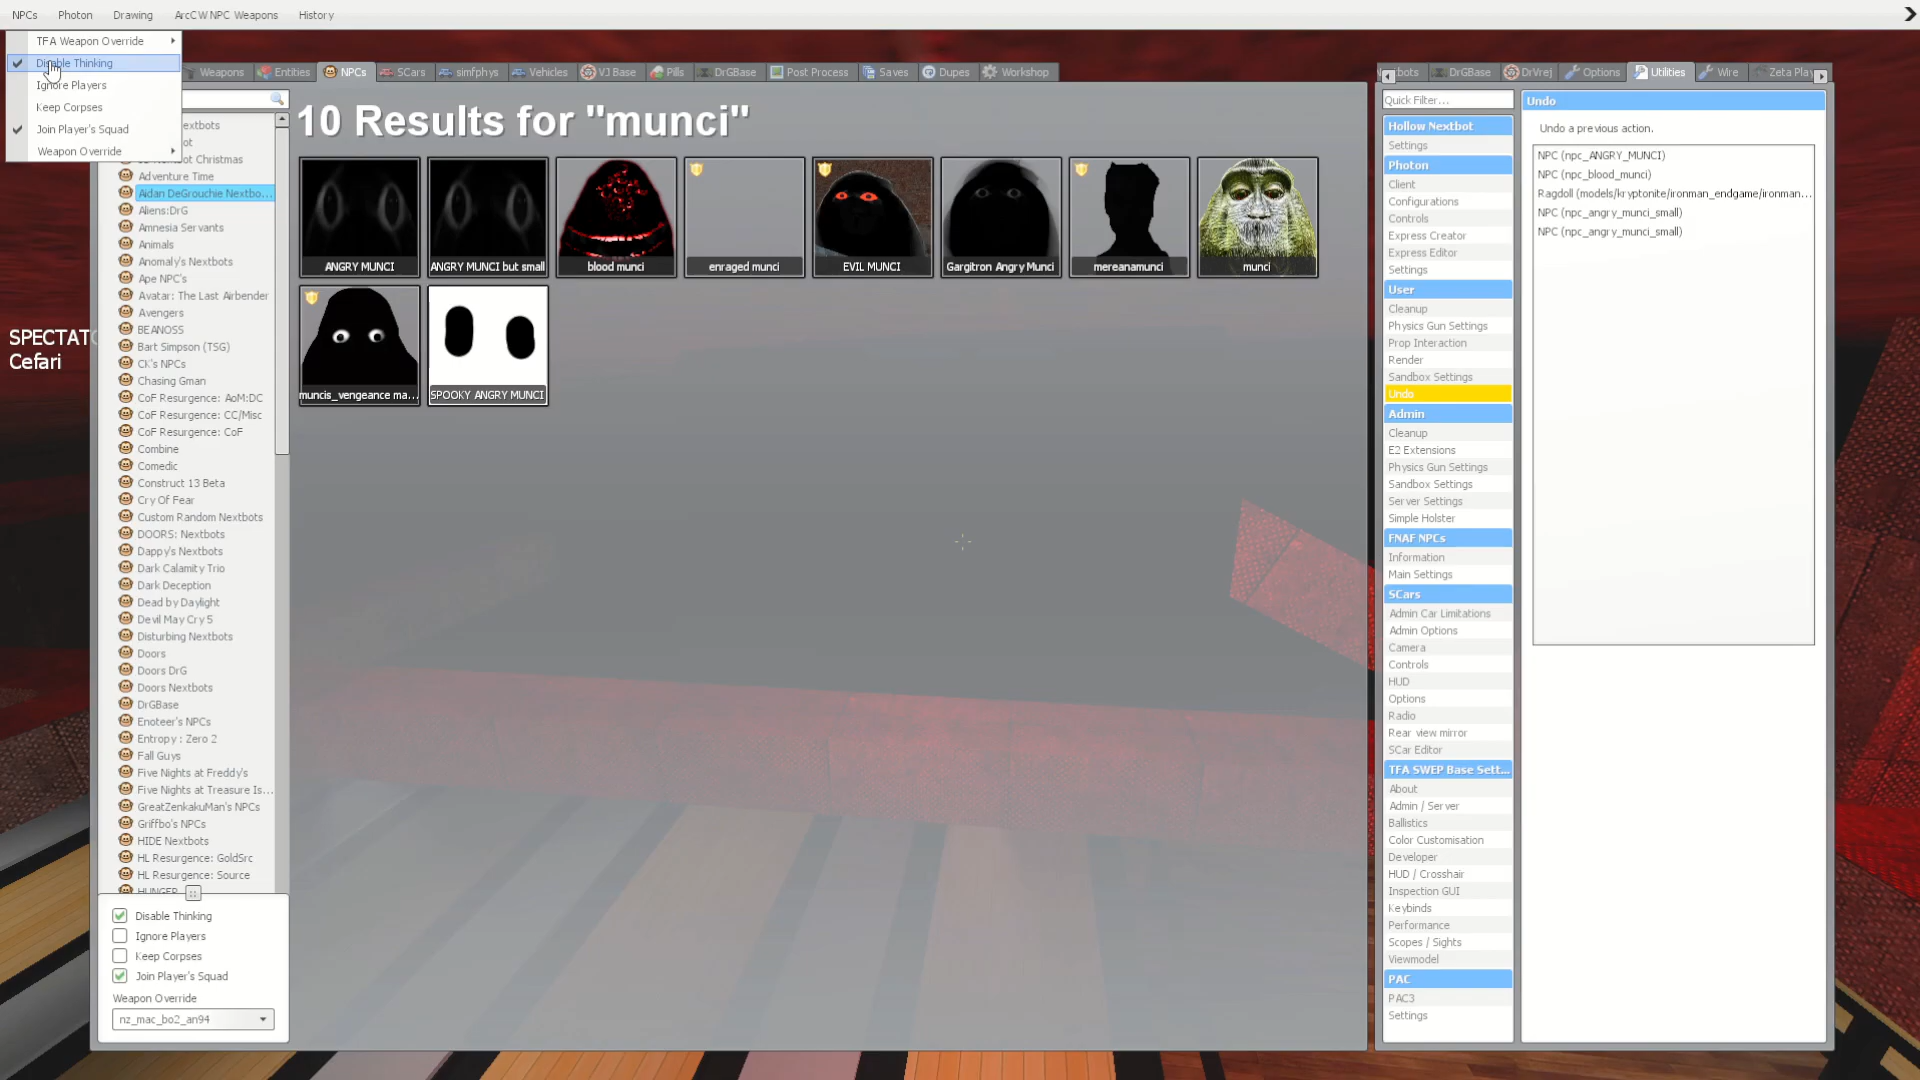 NPCs Photon Drawing ArcCW NPC Weapons History
TFA Weapon Override
Disable Thinking
Ignore Players
Keep Corpses
Join Player's Squad
Weapon Override
Weapons Entities NPCs SCars simfphys Vehicles VJ Base Pills DrGBase Post Process Saves Dupes Workshop
10 Results for "munci"
ANGRY MUNCI
ANGRY MUNCI but small
blood munci
enraged munci
EVIL MUNCI
Gargitron Angry Munci
mereanamunci
munci
muncis_vengeance ma...
SPOOKY ANGRY MUNCI
Adventure Time
Aidan DeGrouchie Nextbo...
Aliens:DrG
Amnesia Servants
Animals
Anomaly's Nextbots
Ape NPC's
Avatar: The Last Airbender
Avengers
BEANOSS
Bart Simpson (TSG)
CK's NPCs
Chasing Gman
CoF Resurgence: AoM:DC
CoF Resurgence: CC/Misc
CoF Resurgence: CoF
Combine
Comedic
Construct 13 Beta
Cry Of Fear
Custom Random Nextbots
DOORS: Nextbots
Dappy's Nextbots
Dark Calamity Trio
Dark Deception
Dead by Daylight
Devil May Cry 5
Disturbing Nextbots
Doors
Doors DrG
Doors Nextbots
DrGBase
Enoteer's NPCs
Entropy : Zero 2
Fall Guys
Five Nights at Freddy's
Five Nights at Treasure Is...
GreatZenkakuMan's NPCs
Griffbo's NPCs
HIDE Nextbots
HL Resurgence: GoldSrc
HL Resurgence: Source
HUNGER
Disable Thinking
Ignore Players
Keep Corpses
Join Player's Squad
Weapon Override
nz_mac_bo2_an94
Cefari
DrGBase DrVrej Options Utilities Wire Zeta Play
Quick Filter...
Hollow Nextbot
Settings
Photon
Client
Configurations
Controls
Express Creator
Express Editor
Settings
User
Cleanup
Physics Gun Settings
Prop Interaction
Render
Sandbox Settings
Undo
Admin
Cleanup
E2 Extensions
Physics Gun Settings
Sandbox Settings
Server Settings
Simple Holster
FNAF NPCs
Information
Main Settings
SCars
Admin Car Limitations
Admin Options
Camera
Controls
HUD
Options
Radio
Rear view mirror
SCar Editor
TFA SWEP Base Sett...
About
Admin / Server
Ballistics
Color Customisation
Developer
HUD / Crosshair
Inspection GUI
Keybinds
Performance
Scopes / Sights
Viewmodel
PAC
PAC3
Settings
Undo
Undo a previous action.
NPC (npc_ANGRY_MUNCI)
NPC (npc_blood_munci)
Ragdoll (models/kryptonite/ironman_endgame/ironman...
NPC (npc_angry_munci_small)
NPC (npc_angry_munci_small)